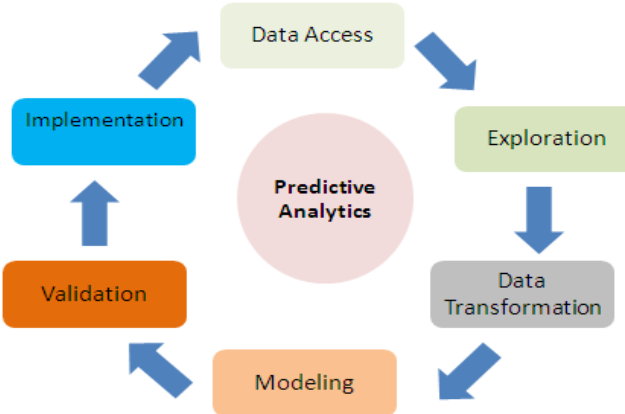 Data Access
Exploration
Data
Transformation
Modeling
Validation
Implementation
Predictive
Analytics